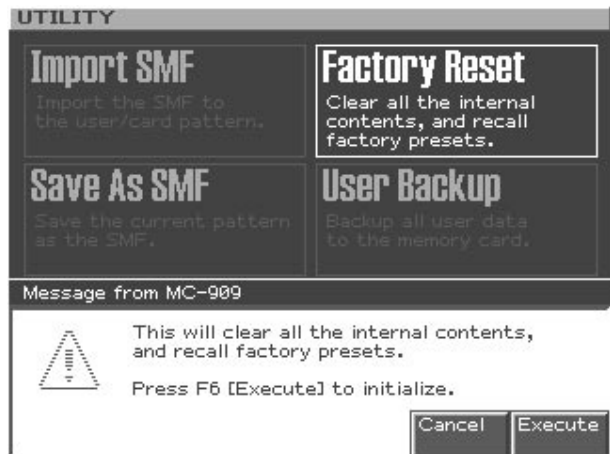 UTILITY
Import SMF
Import the SMF to
the user/card pattern.
Factory Reset
Clear all the internal
contents, and recall
factory presets.
Save As SMF
Save the current pattern
as the SMF.
User Backup
Backup all user data
to the memory card.
Message from MC-909
!
This will clear all the internal contents,
and recall factory presets.
Press F6 [Execute] to initialize.
Cancel
Execute